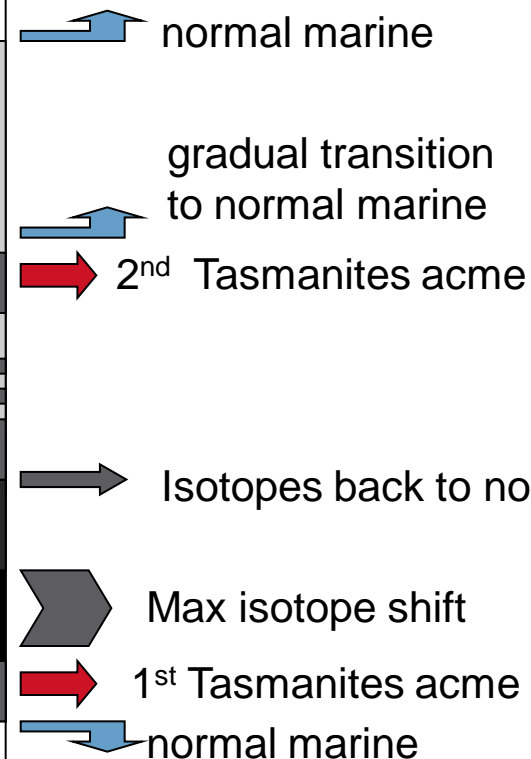 normal marine
gradual transition
to normal marine
2nd Tasmanites acme
Isotopes back to no
Max isotope shift
1st Tasmanites acme
normal marine